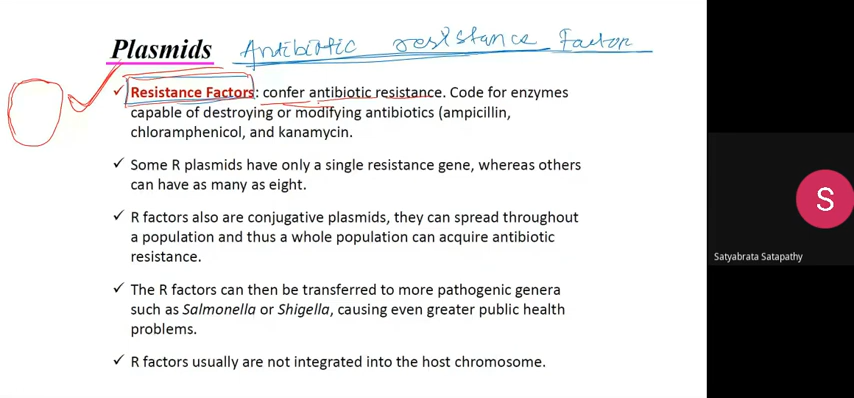 Plasmids Antibiotic resistance Factor
✓ Resistance Factors: confer antibiotic resistance. Code for enzymes
capable of destroying or modifying antibiotics (ampicillin,
chloramphenicol, and kanamycin.
✓ Some R plasmids have only a single resistance gene, whereas others
can have as many as eight.
✓ R factors also are conjugative plasmids, they can spread throughout
a population and thus a whole population can acquire antibiotic
resistance.
✓ The R factors can then be transferred to more pathogenic genera
such as Salmonella or Shigella, causing even greater public health
problems.
✓ R factors usually are not integrated into the host chromosome.
S
Satyabrata Satapathy